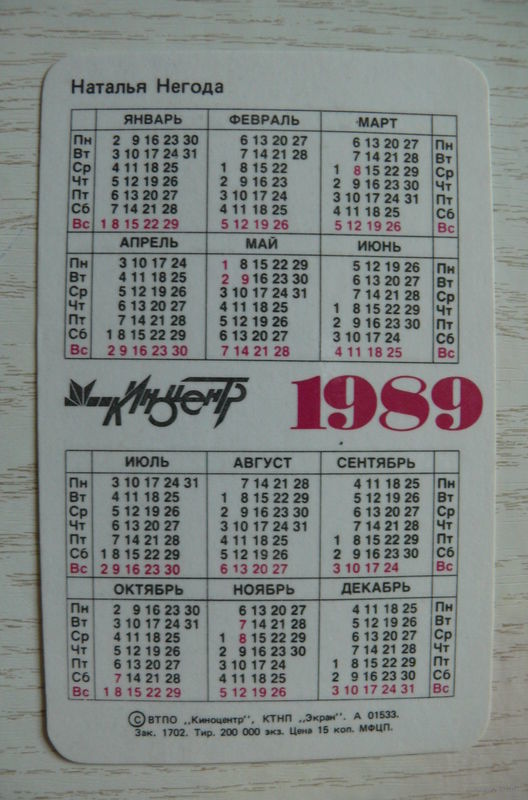 Наталья Негода
ЯНВАРЬ ФЕВРАЛЬ МАРТ
Пн 2 9 16 23 30 6 13 20 27 6 13 20 27 Пн
Вт 3 10 17 24 31 7 14 21 28 7 14 21 28 Вт
Ср 4 11 18 25 1 8 15 22 1 8 15 22 29 Ср
Чт 5 12 19 26 2 9 16 23 2 9 16 23 30 Чт
Пт 6 13 20 27 3 10 17 24 3 10 17 24 31 Пт
Сб 7 14 21 28 4 11 18 25 4 11 18 25 Сб
Вс 1 8 15 22 29 5 12 19 26 5 12 19 26 Вс
АПРЕЛЬ МАЙ ИЮНЬ
Пн 3 10 17 24 1 8 15 22 29 5 12 19 26 Пн
Вт 4 11 18 25 2 9 16 23 30 6 13 20 27 Вт
Ср 5 12 19 26 3 10 17 24 31 7 14 21 28 Ср
Чт 6 13 20 27 4 11 18 25 1 8 15 22 29 Чт
Пт 7 14 21 28 5 12 19 26 2 9 16 23 30 Пт
Сб 1 8 15 22 29 6 13 20 27 3 10 17 24 Сб
Вс 2 9 16 23 30 7 14 21 28 4 11 18 25 Вс
Киноцентр 1989
ИЮЛЬ АВГУСТ СЕНТЯБРЬ
Пн 3 10 17 24 31 7 14 21 28 4 11 18 25 Пн
Вт 4 11 18 25 1 8 15 22 29 5 12 19 26 Вт
Ср 5 12 19 26 2 9 16 23 30 6 13 20 27 Ср
Чт 6 13 20 27 3 10 17 24 31 7 14 21 28 Чт
Пт 7 14 21 28 4 11 18 25 1 8 15 22 29 Пт
Сб 1 8 15 22 29 5 12 19 26 2 9 16 23 30 Сб
Вс 2 9 16 23 30 6 13 20 27 3 10 17 24 Вс
ОКТЯБРЬ НОЯБРЬ ДЕКАБРЬ
Пн 2 9 16 23 30 6 13 20 27 4 11 18 25 Пн
Вт 3 10 17 24 31 7 14 21 28 5 12 19 26 Вт
Ср 4 11 18 25 1 8 15 22 29 6 13 20 27 Ср
Чт 5 12 19 26 2 9 16 23 30 7 14 21 28 Чт
Пт 6 13 20 27 3 10 17 24 1 8 15 22 29 Пт
Сб 7 14 21 28 4 11 18 25 2 9 16 23 30 Сб
Вс 1 8 15 22 29 5 12 19 26 3 10 17 24 31 Вс
© ВТПО „Киноцентр", КТНП „Экран". А 01533.
Зак. 1702. Тир. 200 000 экз. Цена 15 коп. МФЦП.